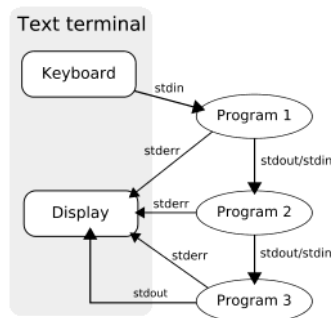 Text terminal
Keyboard
stdin
Program 1
stderr
stdout/stdin
Display
stderr
Program 2
stderr
stdout/stdin
stdout
Program 3